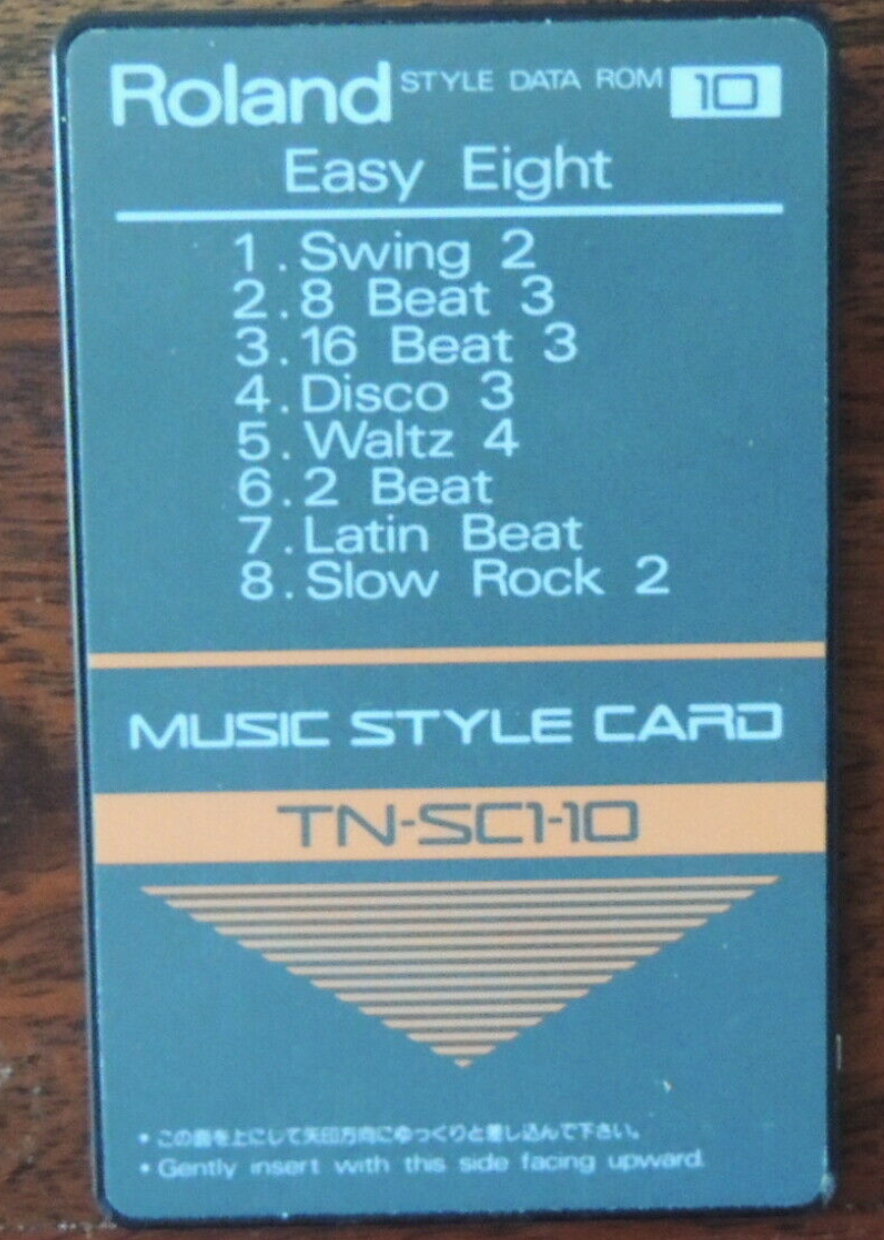 Roland STYLE DATA ROM 10
Easy Eight
1. Swing 2
2. 8 Beat 3
3. 16 Beat 3
4. Disco 3
5. Waltz 4
6. 2 Beat
7. Latin Beat
8. Slow Rock 2
MUSIC STYLE CARD
TN-SC1-10
• この面を上にして矢印方向にゆっくりと差し込んで下さい。
• Gently insert with this side facing upward.